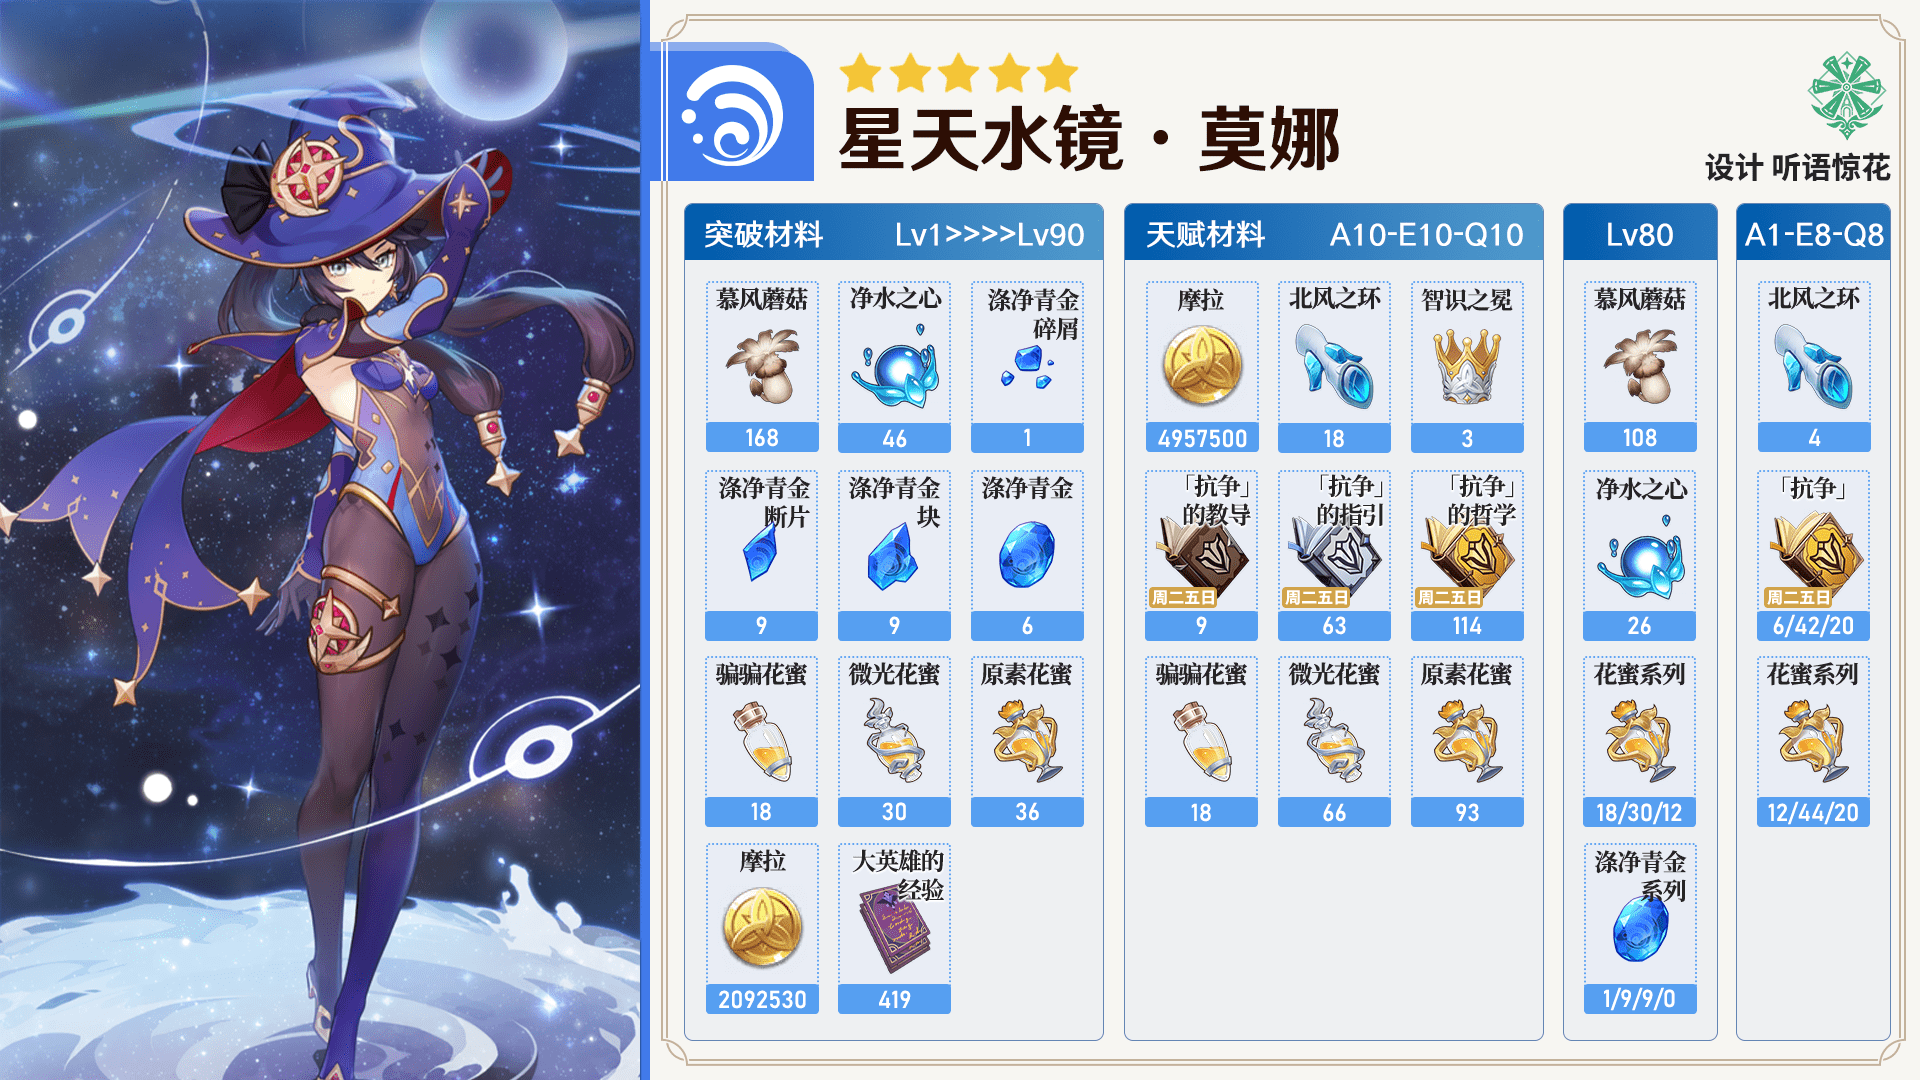 星天水镜·莫娜
设计 听语惊花
突破材料 Lv1>>>>Lv90
慕风蘑菇
168
净水之心
46
涤净青金
碎屑
1
涤净青金
断片
9
涤净青金
块
9
涤净青金
6
骗骗花蜜
18
微光花蜜
30
原素花蜜
36
摩拉
2092530
大英雄的
经验
419
天赋材料 A10-E10-Q10
摩拉
4957500
北风之环
18
智识之冕
3
「抗争」
的教导
周二五日
9
「抗争」
的指引
周二五日
63
「抗争」
的哲学
周二五日
114
骗骗花蜜
18
微光花蜜
66
原素花蜜
93
Lv80
慕风蘑菇
108
净水之心
26
花蜜系列
18/30/12
涤净青金
系列
1/9/9/0
A1-E8-Q8
北风之环
4
「抗争」
周二五日
6/42/20
花蜜系列
12/44/20